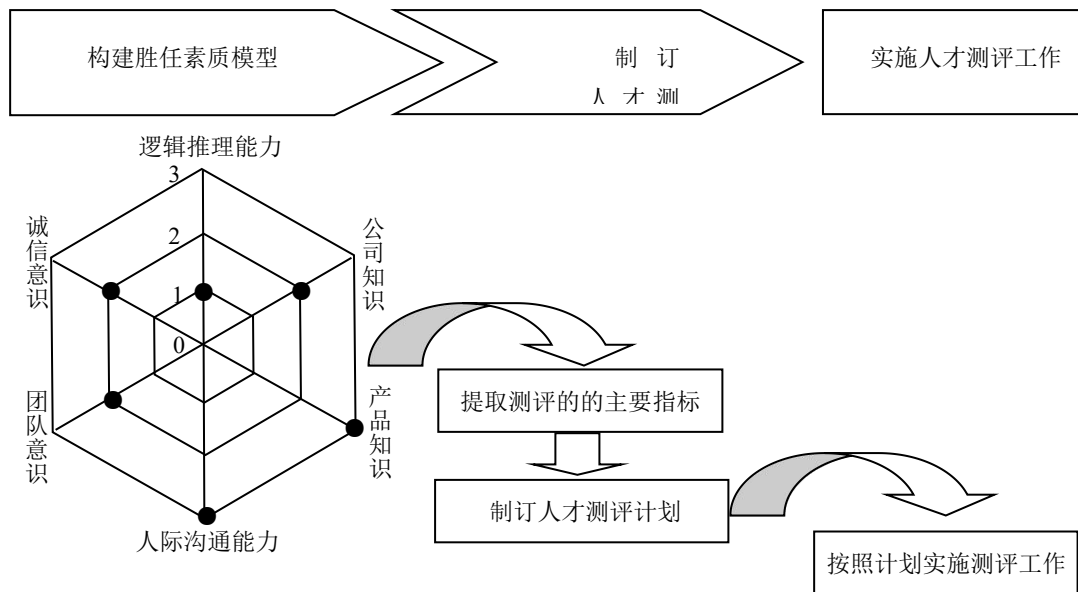 构建胜任素质模型
制 订
人 才 测
实施人才测评工作
逻辑推理能力
3
诚信意识
2
公司知识
1
0
团队意识
产品知识
人际沟通能力
提取测评的的主要指标
制订人才测评计划
按照计划实施测评工作